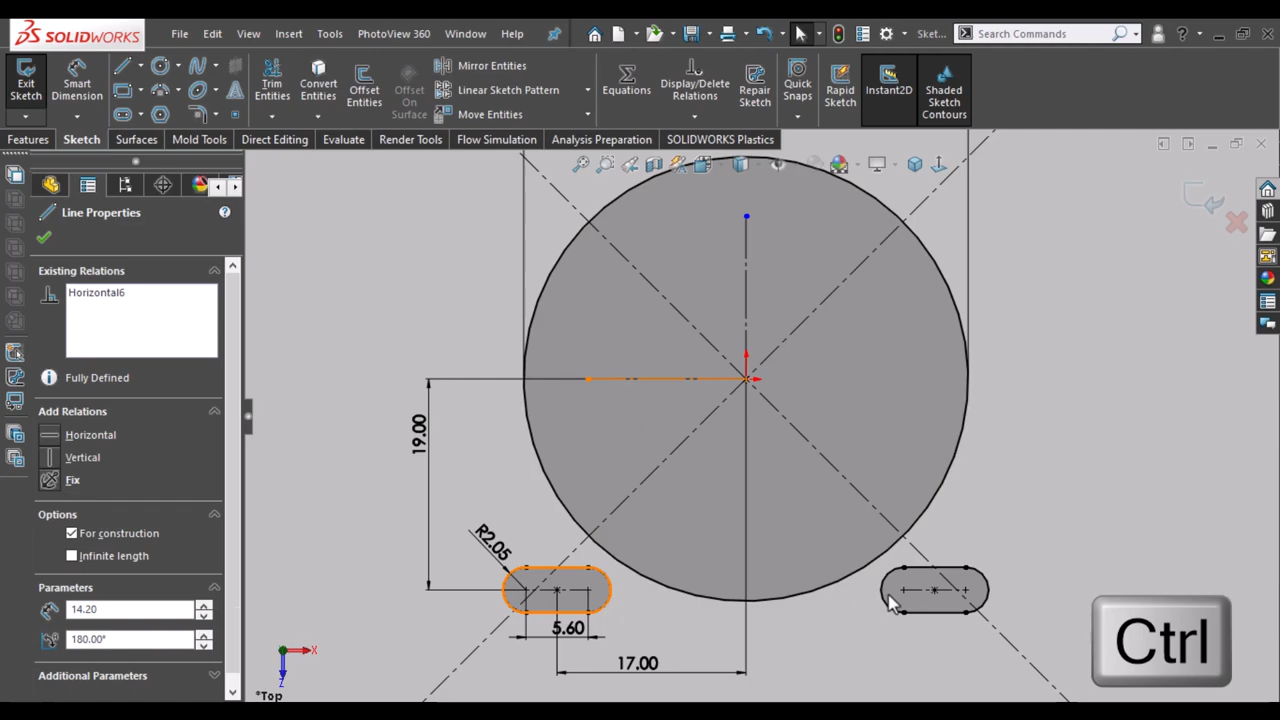 SOLIDWORKS File Edit View Insert Tools PhotoView 360 Window Help Sket... Search Commands ?
Exit Sketch
Smart Dimension
Trim Entities
Convert Entities
Offset Entities
Offset On Surface
Mirror Entities
Linear Sketch Pattern
Move Entities
Equations
Display/Delete Relations
Repair Sketch
Quick Snaps
Rapid Sketch
Instant2D
Shaded Sketch Contours
Features Sketch Surfaces Mold Tools Direct Editing Evaluate Render Tools Flow Simulation Analysis Preparation SOLIDWORKS Plastics
Line Properties ?
Existing Relations
Horizontal6
Fully Defined
Add Relations
Horizontal
Vertical
Fix
Options
For construction
Infinite length
Parameters
14.20
180.00°
Additional Parameters
19.00
R2.05
5.60
17.00
X
Z
*Top
Ctrl